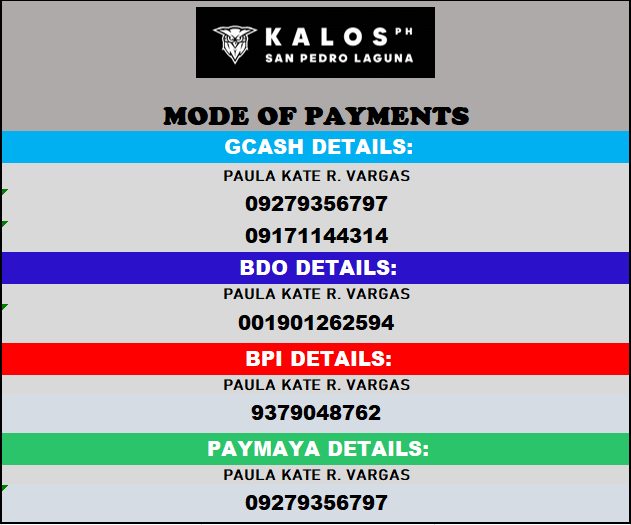 KALOS PH
SAN PEDRO LAGUNA
MODE OF PAYMENTS
GCASH DETAILS:
PAULA KATE R. VARGAS
09279356797
09171144314
BDO DETAILS:
PAULA KATE R. VARGAS
001901262594
BPI DETAILS:
PAULA KATE R. VARGAS
9379048762
PAYMAYA DETAILS:
PAULA KATE R. VARGAS
09279356797